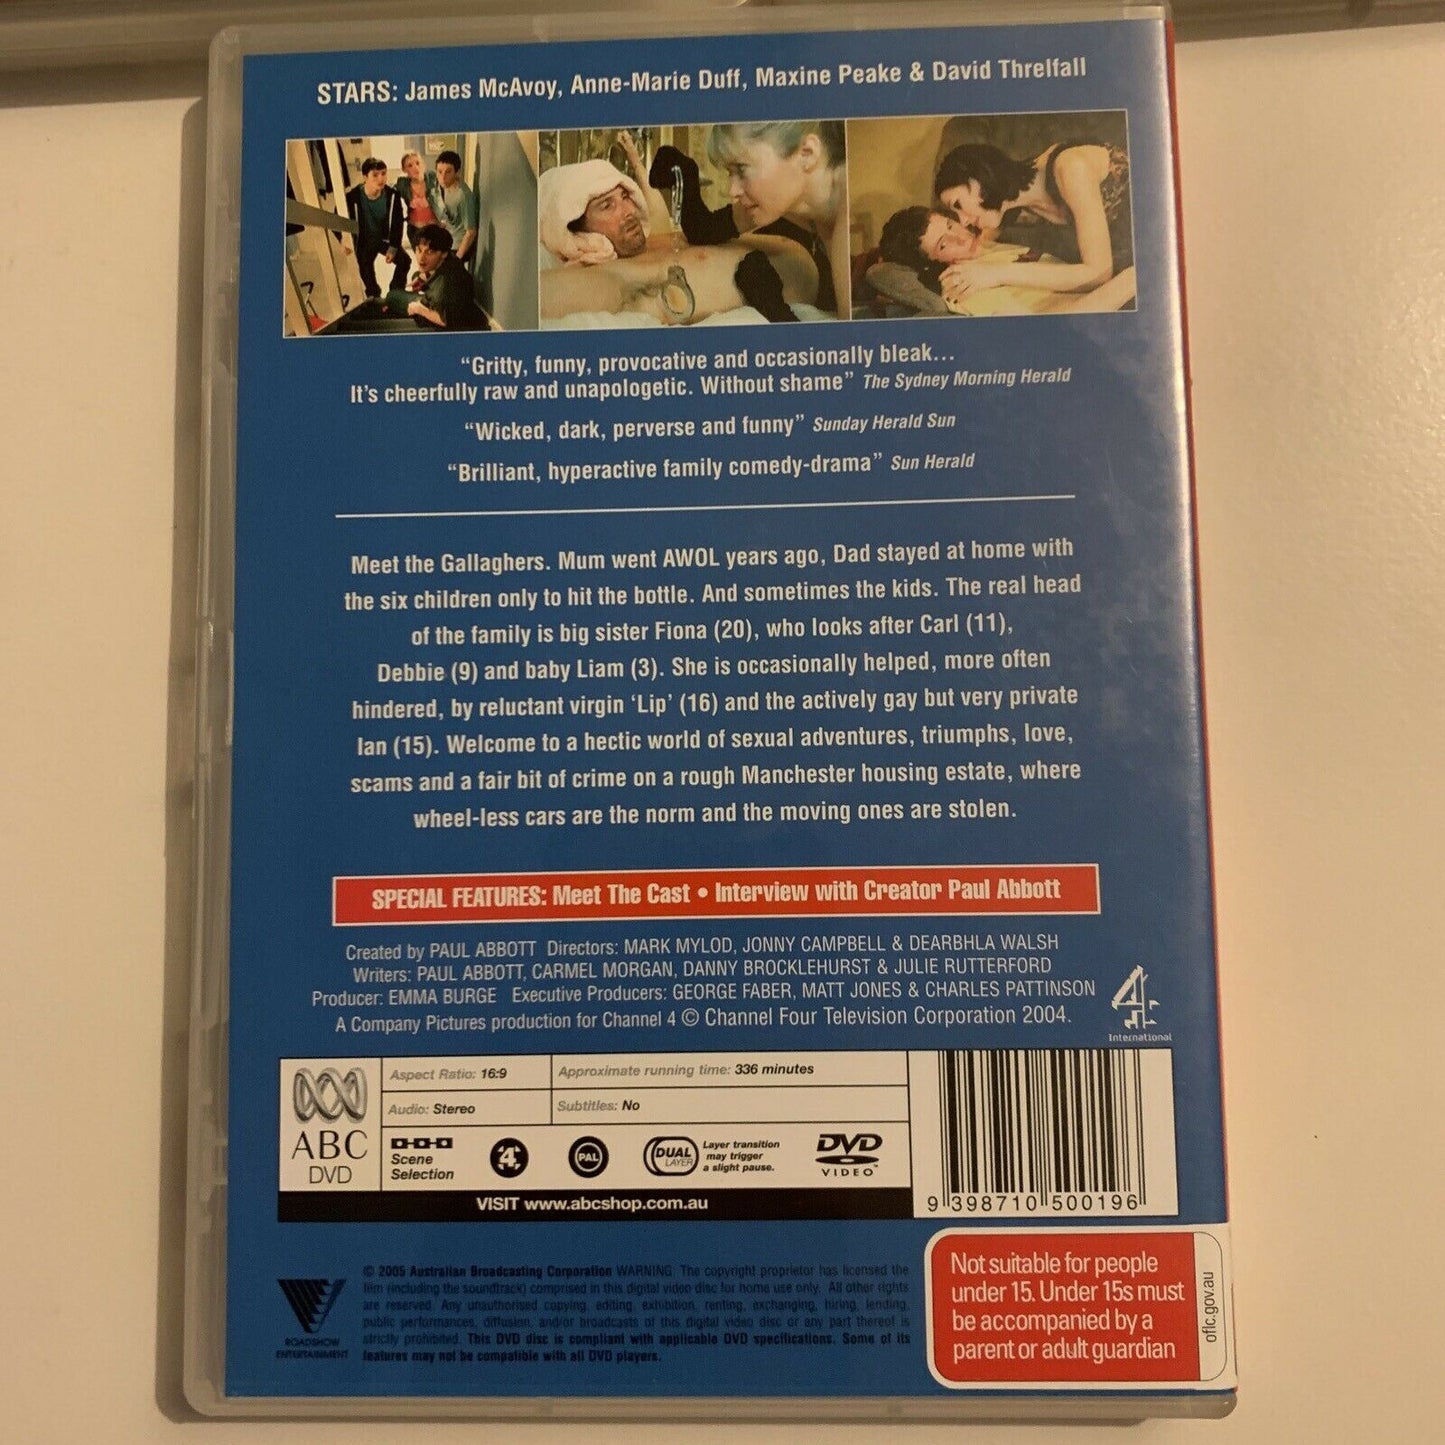 STARS: James McAvoy, Anne-Marie Duff, Maxine Peake & David Threlfall
“Gritty, funny, provocative and occasionally bleak...
It's cheerfully raw and unapologetic. Without shame” The Sydney Morning Herald
“Wicked, dark, perverse and funny” Sunday Herald Sun
“Brilliant, hyperactive family comedy-drama” Sun Herald
Meet the Gallaghers. Mum went AWOL years ago, Dad stayed at home with
the six children only to hit the bottle. And sometimes the kids. The real head
of the family is big sister Fiona (20), who looks after Carl (11),
Debbie (9) and baby Liam (3). She is occasionally helped, more often
hindered, by reluctant virgin ‘Lip’ (16) and the actively gay but very private
Ian (15). Welcome to a hectic world of sexual adventures, triumphs, love,
scams and a fair bit of crime on a rough Manchester housing estate, where
wheel-less cars are the norm and the moving ones are stolen.
SPECIAL FEATURES: Meet The Cast • Interview with Creator Paul Abbott
Created by PAUL ABBOTT Directors: MARK MYLOD, JONNY CAMPBELL & DEARBHLA WALSH
Writers: PAUL ABBOTT, CARMEL MORGAN, DANNY BROCKLEHURST & JULIE RUTTERFORD
Producer: EMMA BURGE Executive Producers: GEORGE FABER, MATT JONES & CHARLES PATTINSON
A Company Pictures production for Channel 4 © Channel Four Television Corporation 2004.
4
International
ABC
DVD
Aspect Ratio: 16:9
Approximate running time: 336 minutes
Audio: Stereo
Subtitles: No
Scene
Selection
4
PAL
DUAL
LAYER
Layer transition
may trigger
a slight pause.
DVD
VIDEO™
VISIT www.abcshop.com.au
9 398710 500196
ROADSHOW
ENTERTAINMENT
© 2005 Australian Broadcasting Corporation WARNING: The copyright proprietor has licensed the
film (including the soundtrack) comprised in this digital video disc for home use only. All other rights
are reserved. Any unauthorised copying, editing, exhibition, renting, exchanging, hiring, lending,
public performances, diffusion, and/or broadcasts of this digital video disc or any part thereof is
strictly prohibited. This DVD disc is compliant with applicable DVD specifications. Some of its
features may not be compatible with all DVD players.
Not suitable for people
under 15. Under 15s must
be accompanied by a
parent or adult guardian
oflc.gov.au